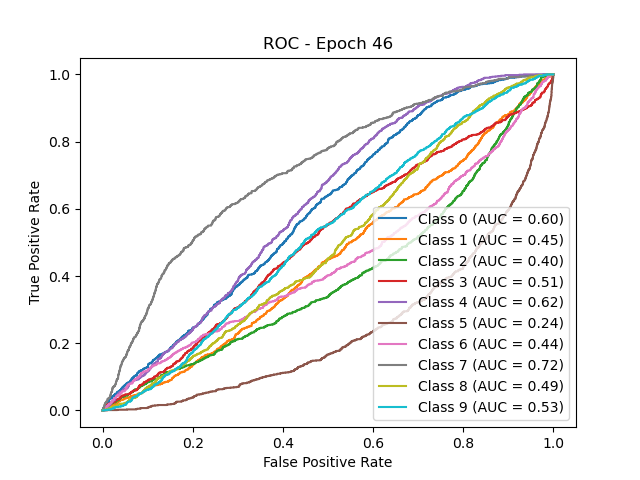 ROC - Epoch 46
True Positive Rate
1.0
0.8
0.6
0.4
0.2
0.0
Class 0 (AUC = 0.60)
Class 1 (AUC = 0.45)
Class 2 (AUC = 0.40)
Class 3 (AUC = 0.51)
Class 4 (AUC = 0.62)
Class 5 (AUC = 0.24)
Class 6 (AUC = 0.44)
Class 7 (AUC = 0.72)
Class 8 (AUC = 0.49)
Class 9 (AUC = 0.53)
0.0 0.2 0.4 0.6 0.8 1.0
False Positive Rate